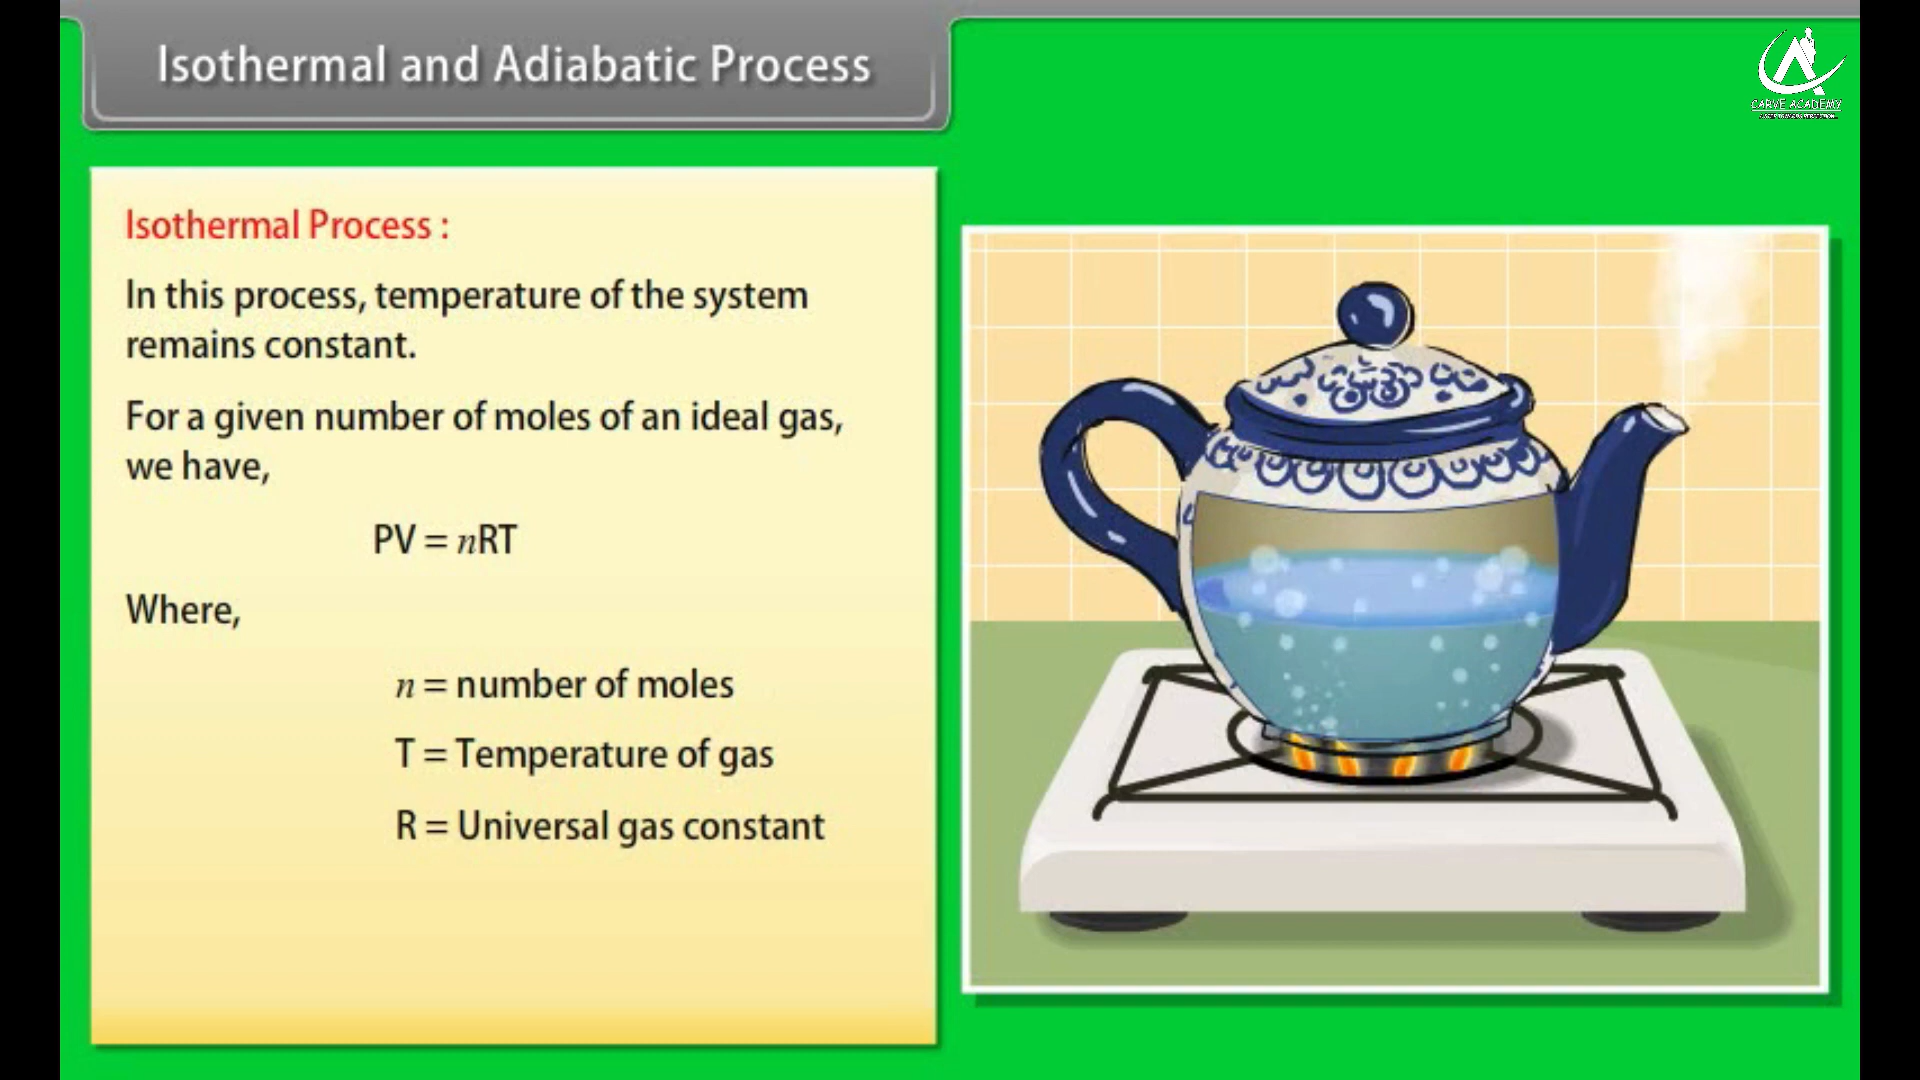 Isothermal and Adiabatic Process
CARVE ACADEMY
Isothermal Process :
In this process, temperature of the system
remains constant.
For a given number of moles of an ideal gas,
we have,
PV = nRT
Where,
n = number of moles
T = Temperature of gas
R = Universal gas constant